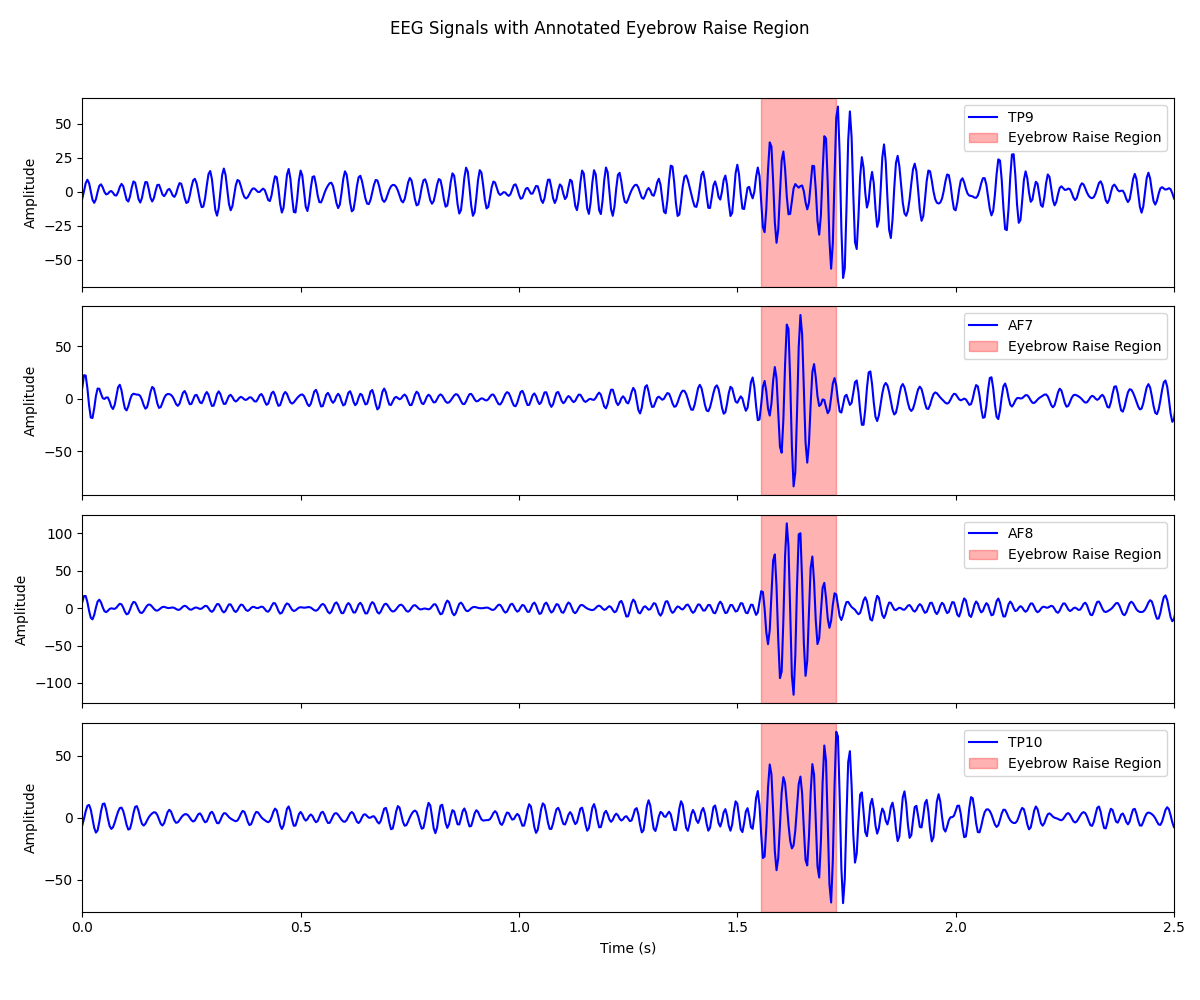 EEG Signals with Annotated Eyebrow Raise Region
50
25
0
−25
−50
Amplitude
TP9
Eyebrow Raise Region
50
0
−50
Amplitude
AF7
Eyebrow Raise Region
100
50
0
−50
−100
Amplitude
AF8
Eyebrow Raise Region
50
0
−50
Amplitude
TP10
Eyebrow Raise Region
0.0 0.5 1.0 1.5 2.0 2.5
Time (s)